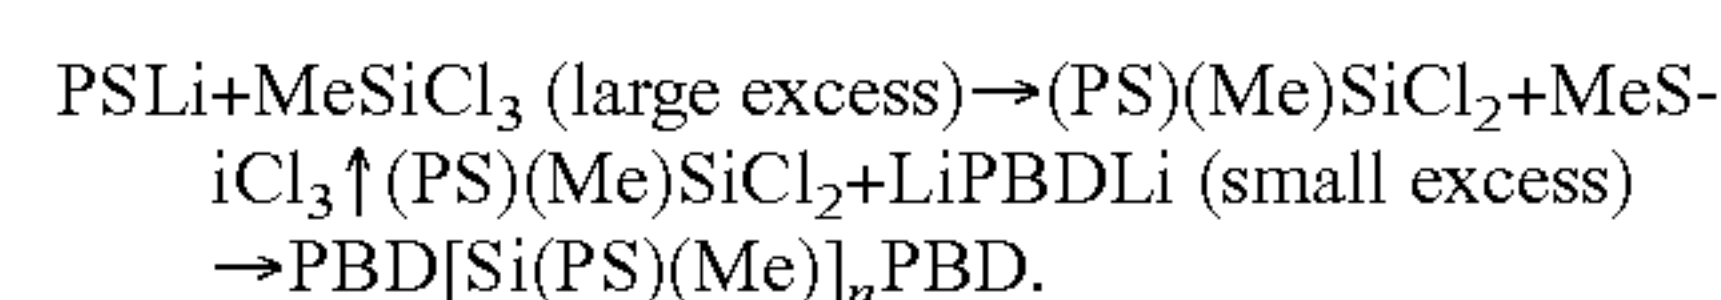 PSLi+MeSiCl₃ (large excess)→(PS)(Me)SiCl₂+MeS-
iCl₃↑(PS)(Me)SiCl₂+LiPBDLi (small excess)
→PBD[Si(PS)(Me)]ₙPBD.